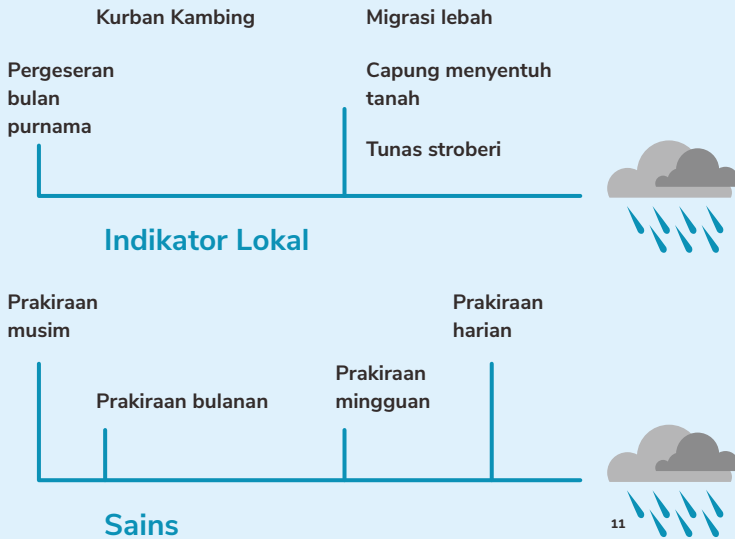 Kurban Kambing
Migrasi lebah
Pergeseran
bulan
purnama
Capung menyentuh
tanah
Tunas stroberi
Indikator Lokal
Prakiraan
musim
Prakiraan
harian
Prakiraan bulanan
Prakiraan
mingguan
Sains
11